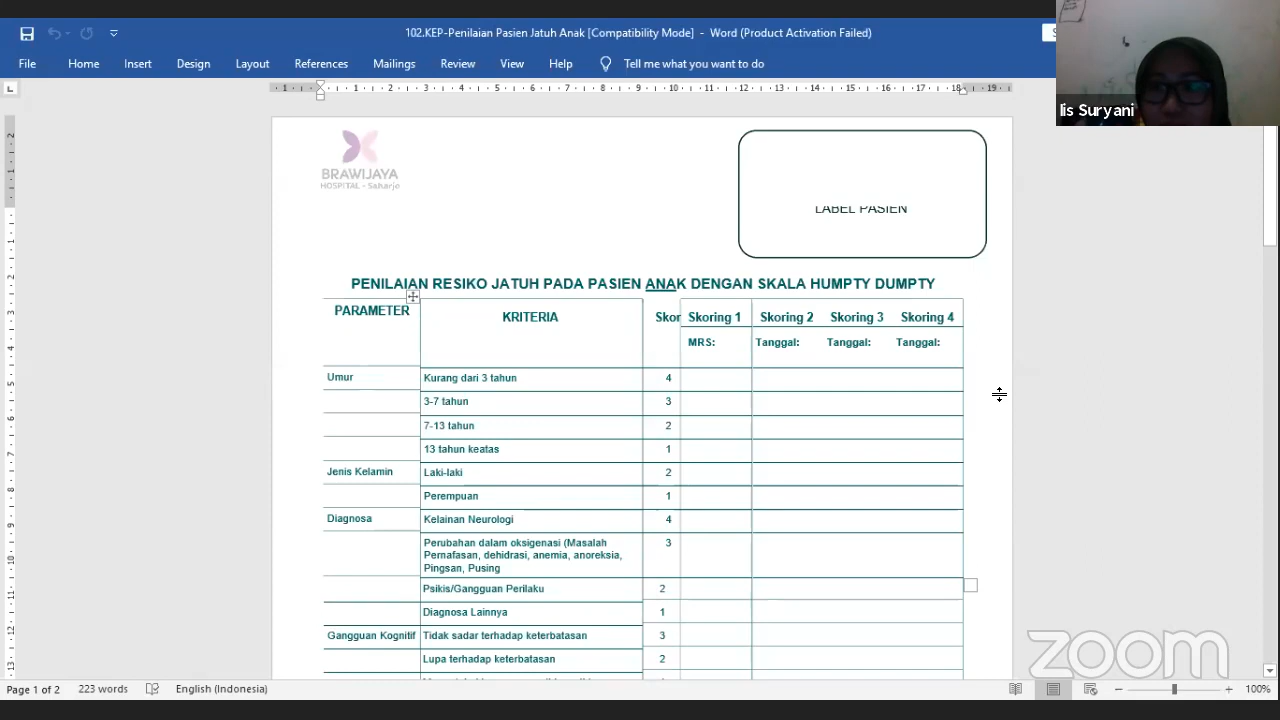 102.KEP-Penilaian Pasien Jatuh Anak [Compatibility Mode] - Word (Product Activation Failed)
File Home Insert Design Layout References Mailings Review View Help Tell me what you want to do
Iis Suryani
BRAWIJAYA
HOSPITAL - Saharjo
LABEL PASIEN
PENILAIAN RESIKO JATUH PADA PASIEN ANAK DENGAN SKALA HUMPTY DUMPTY
PARAMETER KRITERIA Skor Skoring 1 Skoring 2 Skoring 3 Skoring 4
MRS: Tanggal: Tanggal: Tanggal:
Umur Kurang dari 3 tahun 4
3-7 tahun 3
7-13 tahun 2
13 tahun keatas 1
Jenis Kelamin Laki-laki 2
Perempuan 1
Diagnosa Kelainan Neurologi 4
Perubahan dalam oksigenasi (Masalah 3
Pernafasan, dehidrasi, anemia, anoreksia,
Pingsan, Pusing
Psikis/Gangguan Perilaku 2
Diagnosa Lainnya 1
Gangguan Kognitif Tidak sadar terhadap keterbatasan 3
Lupa terhadap keterbatasan 2
zoom
Page 1 of 2 223 words English (Indonesia) 100%